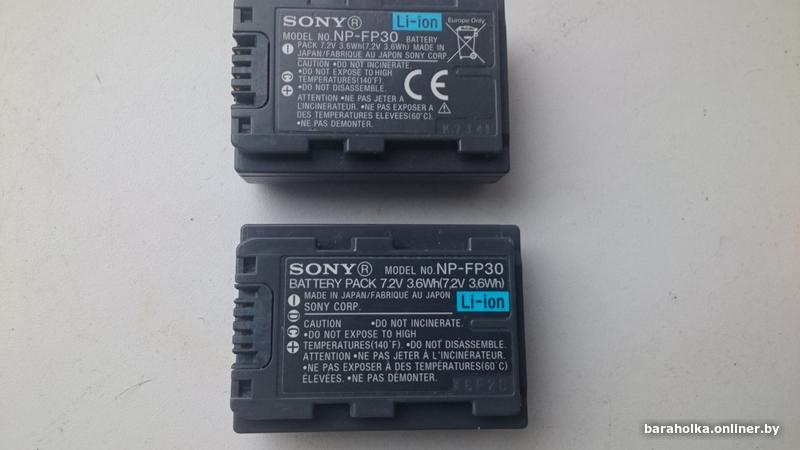 SONY® Li-ion Europe Only
MODEL NO. NP-FP30 BATTERY
PACK 7.2V 3.6Wh(7,2V 3,6Wh) MADE IN
JAPAN/FABRIQUE AU JAPON SONY CORP.
CAUTION •DO NOT INCINERATE.
•DO NOT EXPOSE TO HIGH
TEMPERATURES(140°F).
•DO NOT DISASSEMBLE.
ATTENTION •NE PAS JETER A
L'INCINERATEUR. •NE PAS EXPOSER A
DES TEMPERATURES ELEVEES(60°C).
•NE PAS DEMONTER.
CE
SONY® MODEL NO. NP-FP30
BATTERY PACK 7.2V 3.6Wh(7,2V 3,6Wh)
MADE IN JAPAN/FABRIQUÉ AU JAPON
SONY CORP.
Li-ion
CAUTION •DO NOT INCINERATE.
•DO NOT EXPOSE TO HIGH
TEMPERATURES(140°F). •DO NOT DISASSEMBLE.
ATTENTION •NE PAS JETER À L'INCINÉRATEUR.
•NE PAS EXPOSER À DES TEMPÉRATURES(60°C)
ÉLEVÉES. •NE PAS DÉMONTER.
baraholka.onliner.by